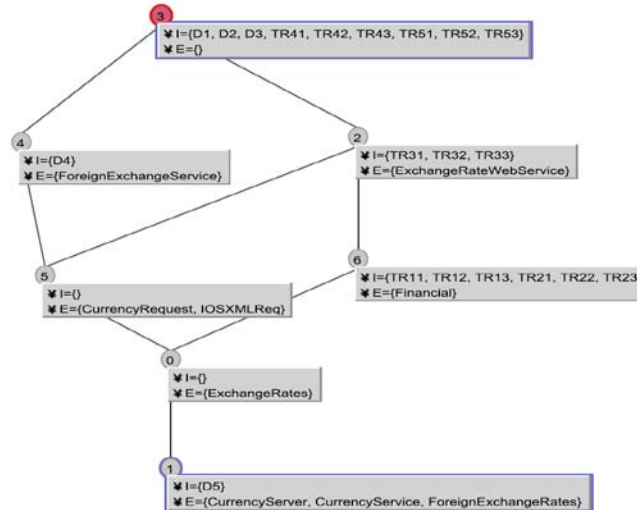 3
¥ I={D1, D2, D3, TR41, TR42, TR43, TR51, TR52, TR53}
¥ E={}
4
¥ I={D4}
¥ E={ForeignExchangeService}
2
¥ I={TR31, TR32, TR33}
¥ E={ExchangeRateWebService}
5
¥ I={}
¥ E={CurrencyRequest, IOSXMLReq}
6
¥ I={TR11, TR12, TR13, TR21, TR22, TR23
¥ E={Financial}
0
¥ I={}
¥ E={ExchangeRates}
1
¥ I={D5}
¥ E={CurrencyServer, CurrencyService, ForeignExchangeRates}